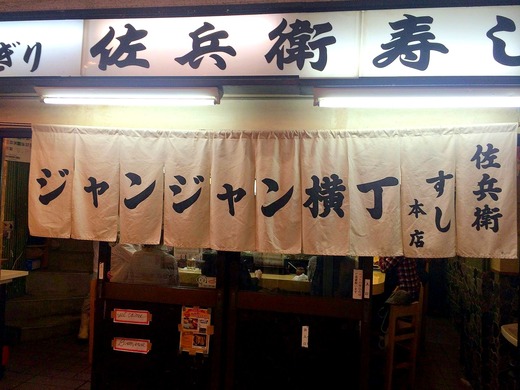 ぎり 佐兵衛寿し
ジャンジャン横丁
佐兵衛
すし本店